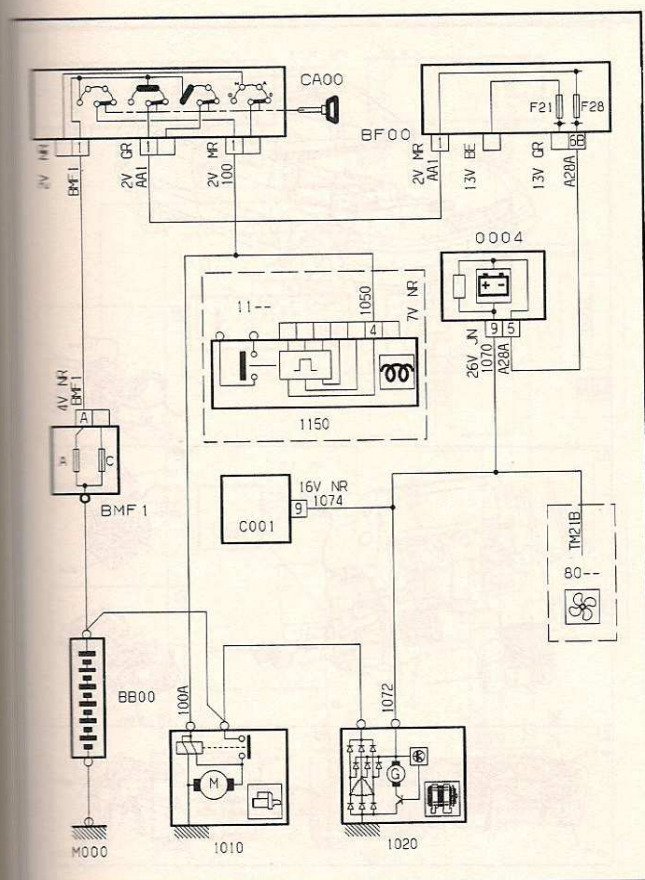 CA00
BF00
F21 F28
2V NR
1
BMF1
2V GR
1
AA1
2V MR
1
100
2V MR
1
AA1
13V BE
13V GR
6B
A28A
0004
+ -
9 5
26V JN
1070
A28A
11--
1050
7V NR
4
1150
4V NR
BMF1
A
A C
BMF1
C001
9
16V NR
1074
TM21B
80--
BB00
100A
1072
M
G
M000
1010
1020